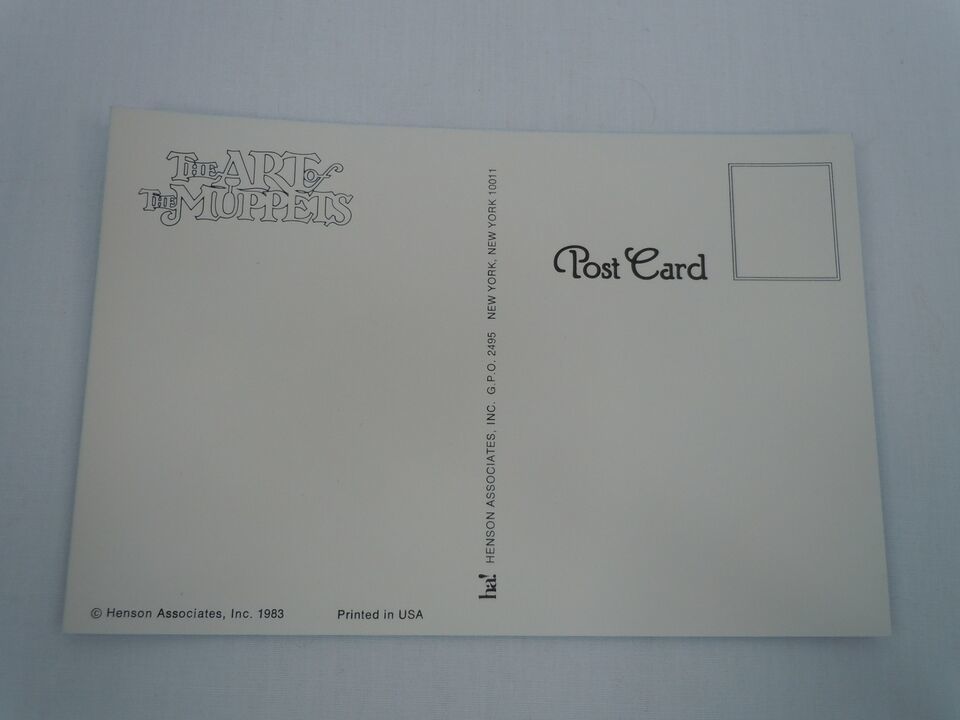 THE ART of
THE MUPPETS
Post Card
ha! HENSON ASSOCIATES, INC. G.P.O. 2495 NEW YORK, NEW YORK 10011
© Henson Associates, Inc. 1983 Printed in USA